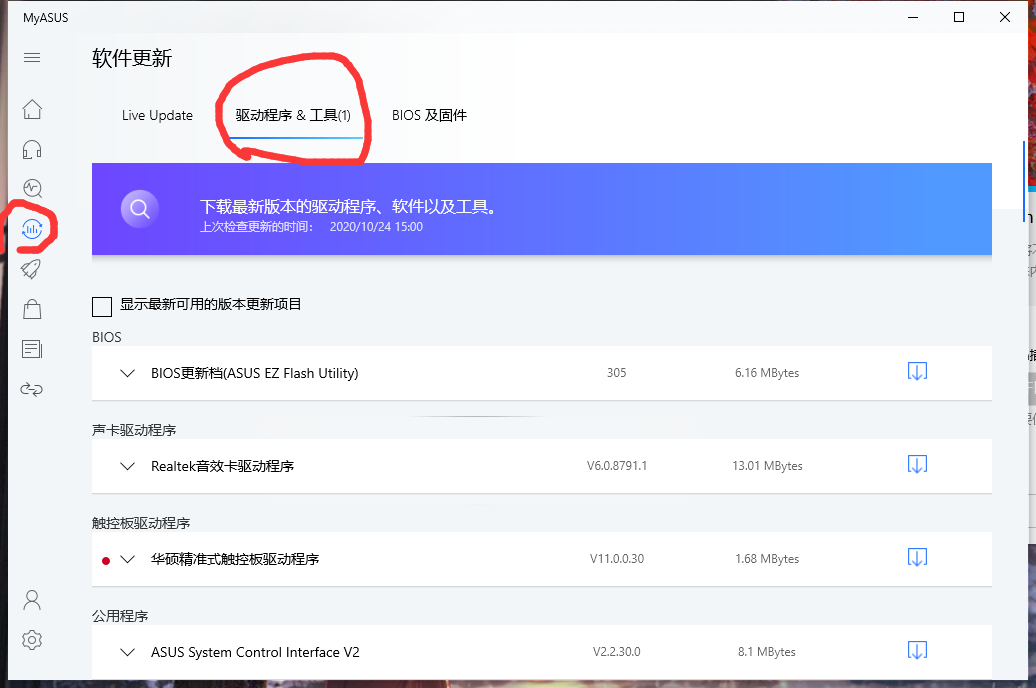 MyASUS
软件更新
Live Update 驱动程序 & 工具(1) BIOS 及固件
下载最新版本的驱动程序、软件以及工具。
上次检查更新的时间： 2020/10/24 15:00
显示最新可用的版本更新项目
BIOS
BIOS更新档(ASUS EZ Flash Utility) 305 6.16 MBytes
声卡驱动程序
Realtek音效卡驱动程序 V6.0.8791.1 13.01 MBytes
触控板驱动程序
华硕精准式触控板驱动程序 V11.0.0.30 1.68 MBytes
公用程序
ASUS System Control Interface V2 V2.2.30.0 8.1 MBytes